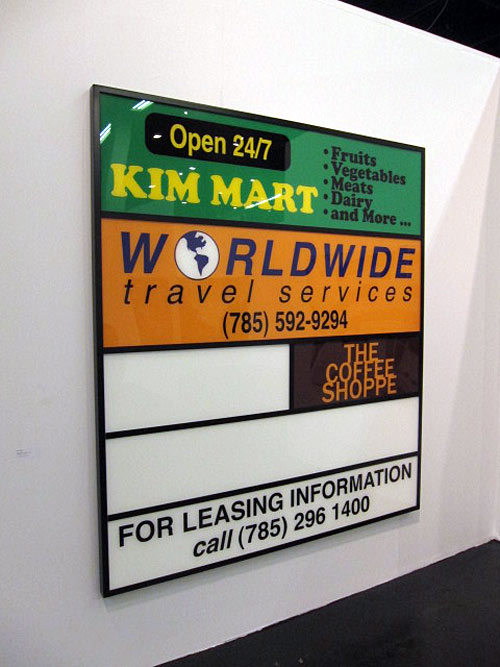 Open 24/7
KIM MART
• Fruits
• Vegetables
• Meats
• Dairy
• and More ...
WORLDWIDE
travel services
(785) 592-9294
THE
COFFEE
SHOPPE
FOR LEASING INFORMATION
call (785) 296 1400